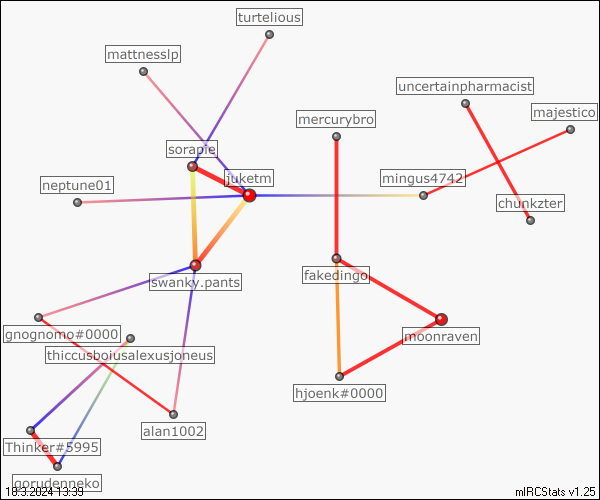 turtelious
mattnesslp
uncertainpharmacist
majestico
mercurybro
sorapie
juketm
neptune01
mingus4742
chunkzter
swanky.pants
fakedingo
gnognomo#0000
moonraven
thiccusboiusalexusjoneus
hjoenk#0000
alan1002
Thinker#5995
gorudenneko
18.3.2024 13:39
mIRCStats v1.25